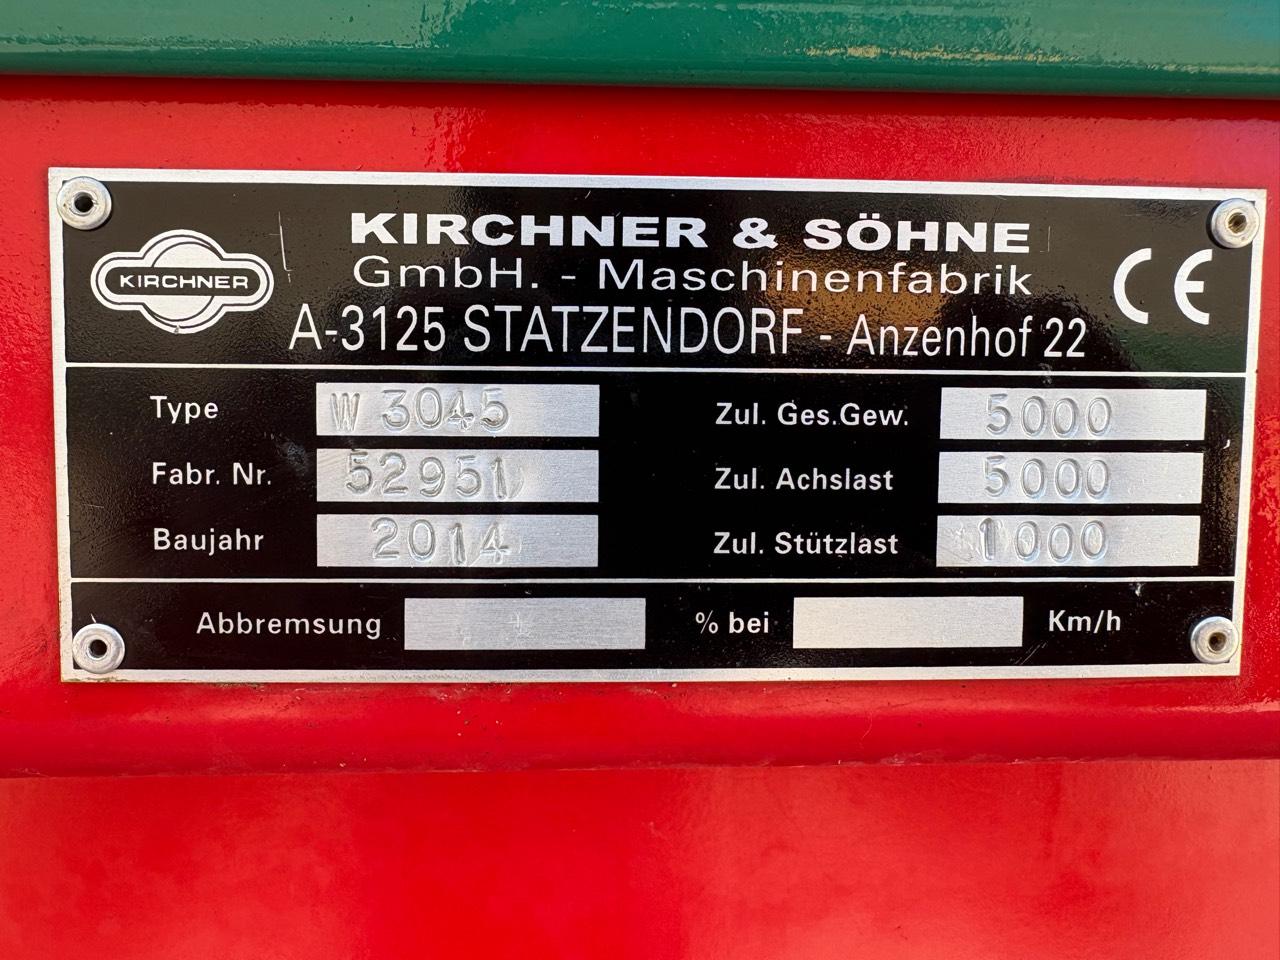 KIRCHNER
KIRCHNER & SÖHNE
GmbH. - Maschinenfabrik
A-3125 STATZENDORF - Anzenhof 22
CE
Type W 3045 Zul. Ges.Gew. 5000
Fabr. Nr. 52951 Zul. Achslast 5000
Baujahr 2014 Zul. Stützlast 1000
Abbremsung % bei Km/h